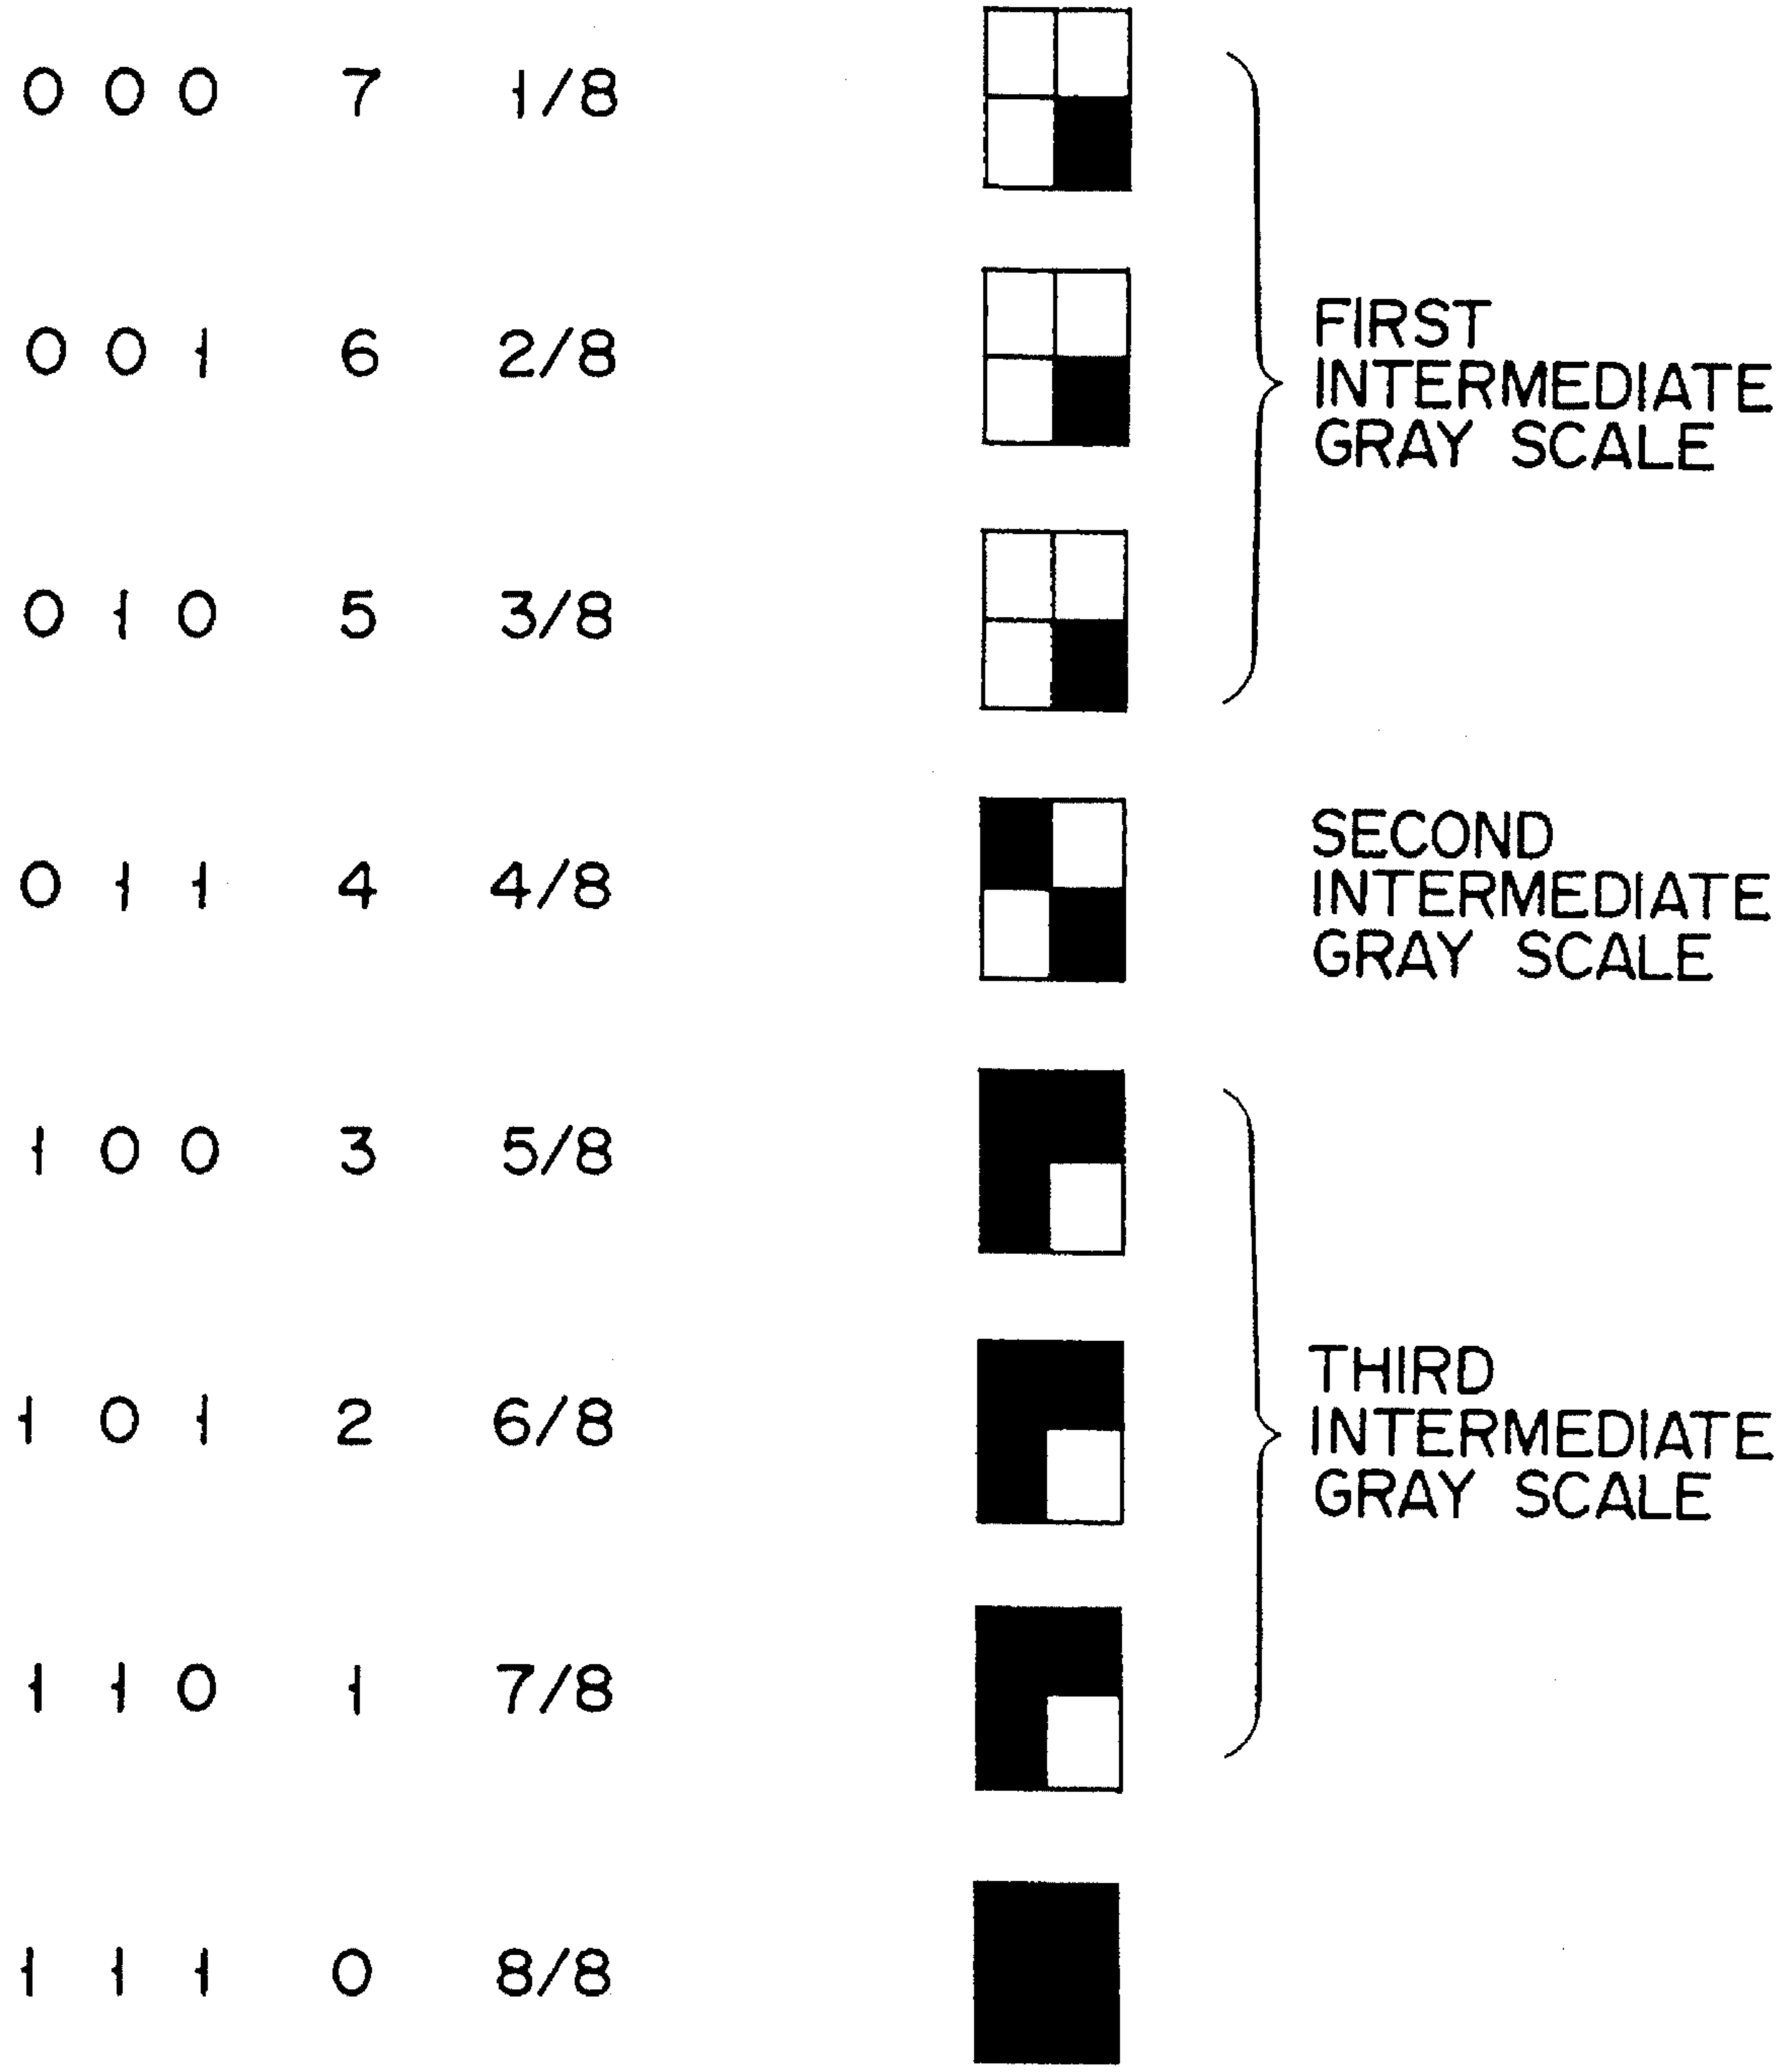 0 0 0 7 1/8
0 0 1 6 2/8
FIRST
INTERMEDIATE
GRAY SCALE
0 1 0 5 3/8
0 1 1 4 4/8
SECOND
INTERMEDIATE
GRAY SCALE
1 0 0 3 5/8
1 0 1 2 6/8
THIRD
INTERMEDIATE
GRAY SCALE
1 1 0 1 7/8
1 1 1 0 8/8